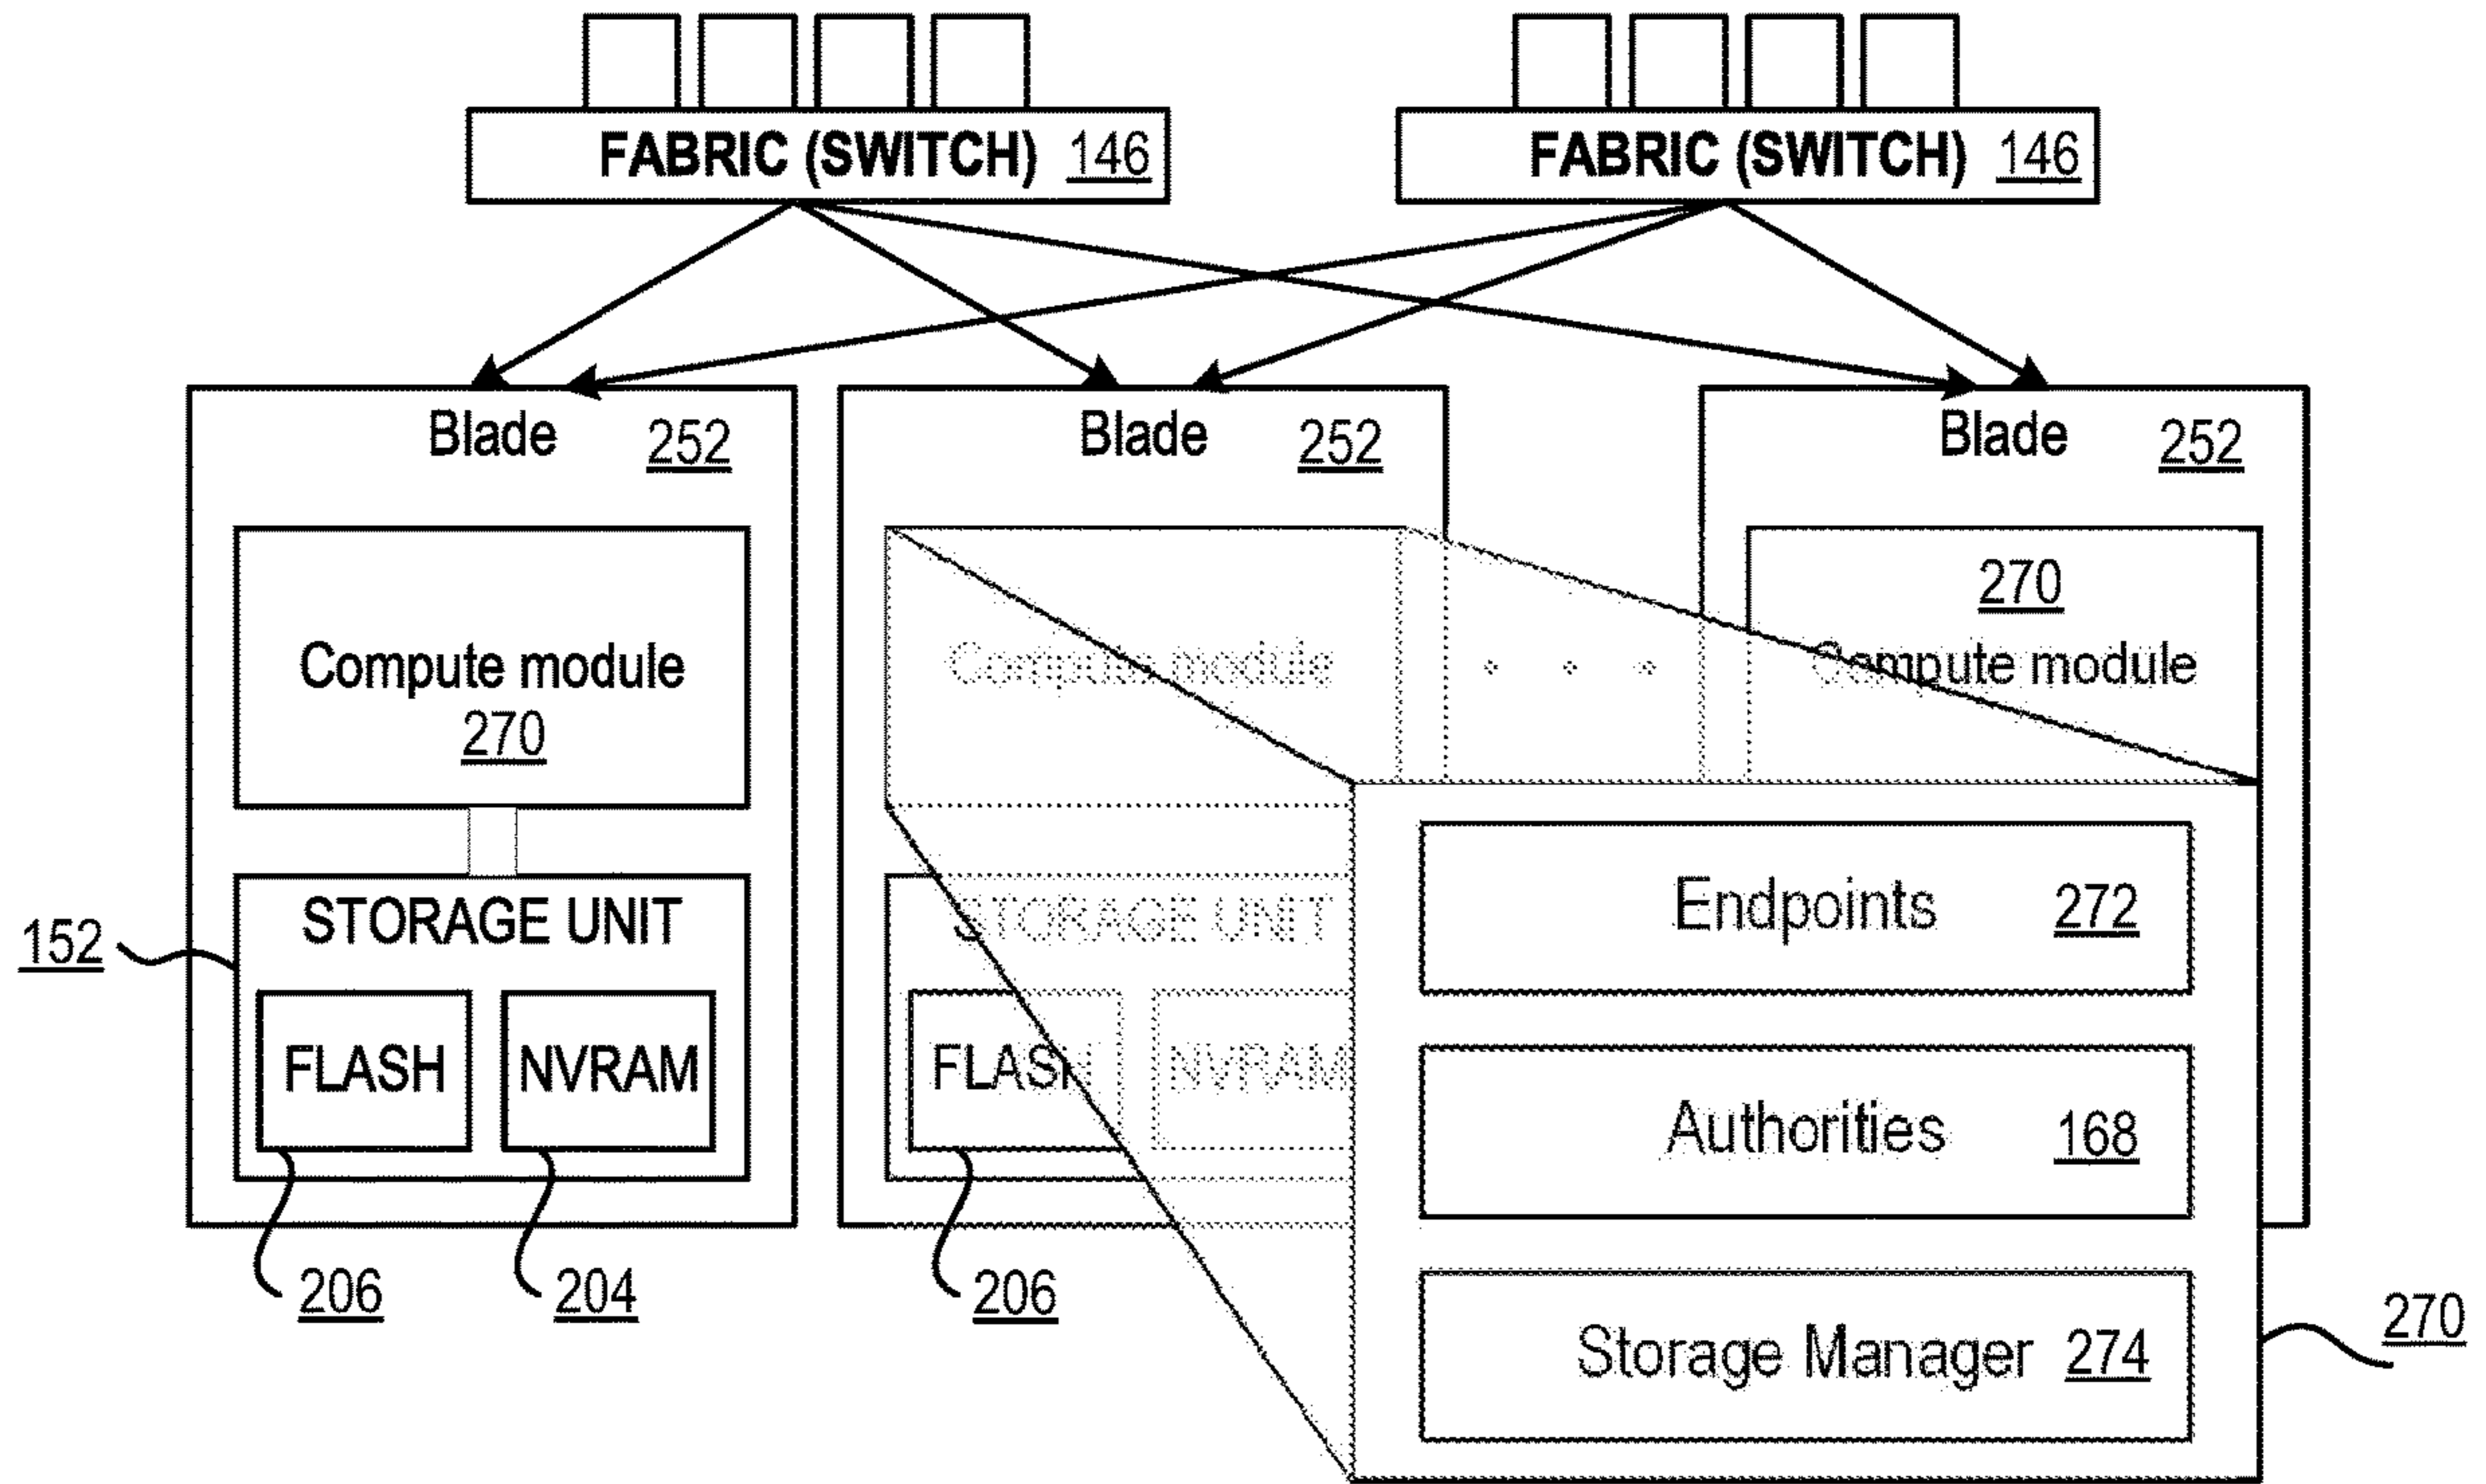 FABRIC (SWITCH) 146
FABRIC (SWITCH) 146
Blade 252
Blade 252
Blade 252
270
Compute module
270
Compute module
Compute module
STORAGE UNIT
152
FLASH
NVRAM
206
204
STORAGE UNIT
FLASH
NVRAM
206
Endpoints 272
Authorities 168
Storage Manager 274
270